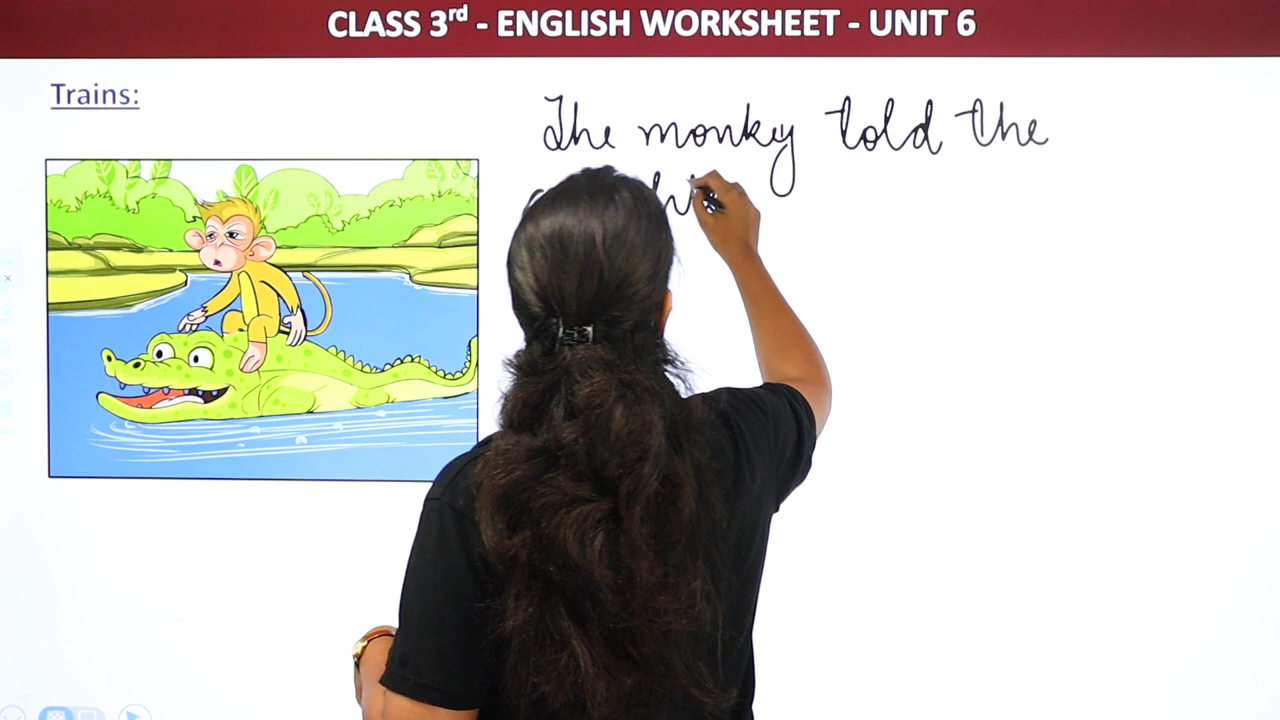 CLASS 3rd - ENGLISH WORKSHEET - UNIT 6
Trains:
The monky told the